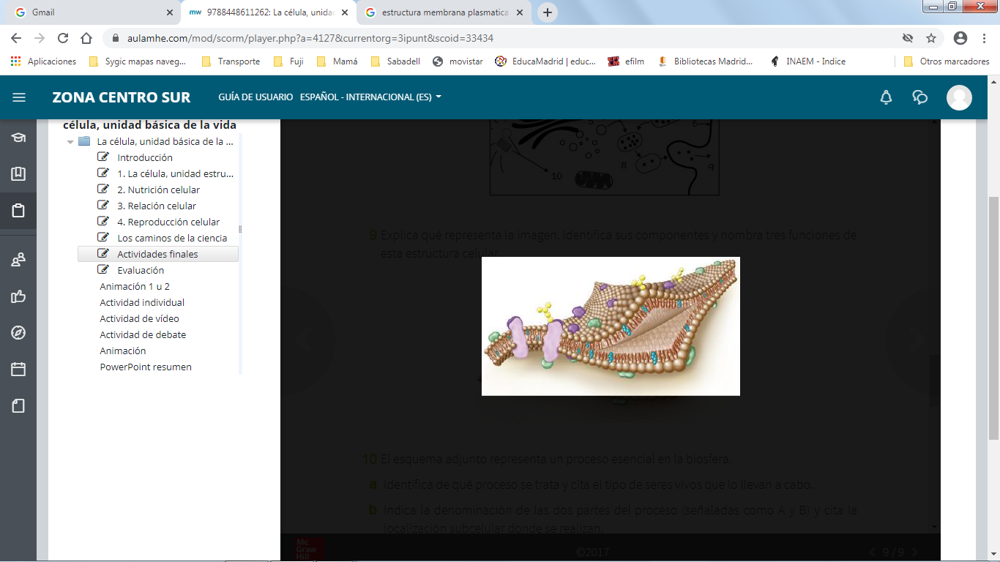 Gmail
9788448611262: La célula, unida
estructura membrana plasmatica
aulamhe.com/mod/scorm/player.php?a=4127&currentorg=3ipunt&scoid=33434
Aplicaciones
Sygic mapas naveg...
Transporte
Fuji
Mamá
Sabadell
movistar
EducaMadrid | educ...
efilm
Bibliotecas Madrid...
INAEM - Indice
Otros marcadores
ZONA CENTRO SUR
GUÍA DE USUARIO
ESPAÑOL - INTERNACIONAL (ES)
célula, unidad básica de la vida
La célula, unidad básica de la ...
Introducción
1. La célula, unidad estru...
2. Nutrición celular
3. Relación celular
4. Reproducción celular
Los caminos de la ciencia
Actividades finales
Evaluación
Animación 1 u 2
Actividad individual
Actividad de vídeo
Actividad de debate
Animación
PowerPoint resumen
8
q
10
9 Explica qué representa la imagen. Identifica sus componentes y nombra tres funciones de
esta estructura celular.
10 El esquema adjunto representa un proceso esencial en la biosfera.
a Identifica de qué proceso se trata y cita el tipo de seres vivos que lo llevan a cabo.
b Indica la denominación de las dos partes del proceso (señaladas como A y B) y cita la
localización subcelular donde se realizan.
Mc
Graw
Hill
©2017
9 / 9